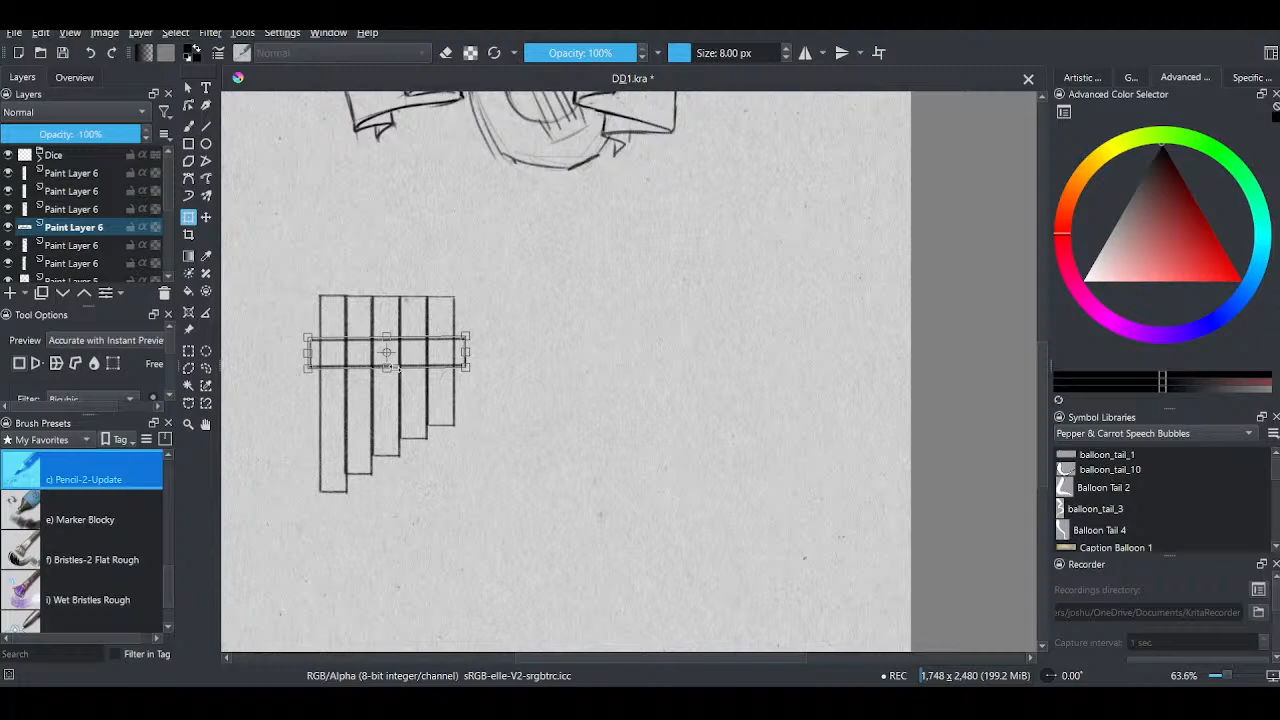 File Edit View Image Layer Select Filter Tools Settings Window Help
Normal Opacity: 100% Size: 8.00 px
Layers Overview
DD1.kra *
Artistic ... G... Advanced ... Specific ...
Layers
Advanced Color Selector
Normal
Opacity: 100%
Dice
Paint Layer 6
Paint Layer 6
Paint Layer 6
Paint Layer 6
Paint Layer 6
Paint Layer 6
Tool Options
Preview Accurate with Instant Previe
Free
Filter: Bicubic
Brush Presets
My Favorites Tag
c) Pencil-2-Update
e) Marker Blocky
f) Bristles-2 Flat Rough
i) Wet Bristles Rough
Search Filter in Tag
Symbol Libraries
Pepper & Carrot Speech Bubbles
balloon_tail_1
balloon_tail_10
Balloon Tail 2
balloon_tail_3
Balloon Tail 4
Caption Balloon 1
Recorder
Recordings directory:
ers/joshu/OneDrive/Documents/KritaRecorder
Capture interval: 1 sec
RGB/Alpha (8-bit integer/channel) sRGB-elle-V2-srgbtrc.icc REC 1,748 x 2,480 (199.2 MiB) 0.00° 63.6%